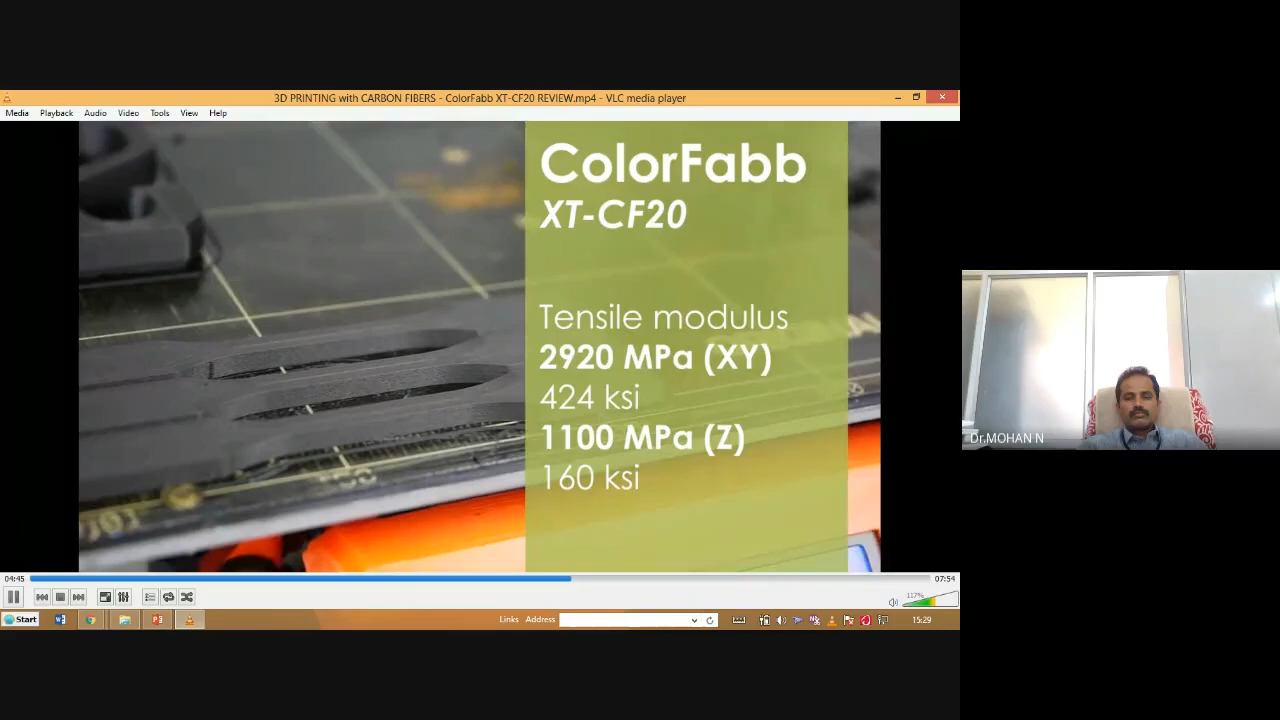 3D PRINTING with CARBON FIBERS - ColorFabb XT-CF20 REVIEW.mp4 - VLC media player
Media Playback Audio Video Tools View Help
ColorFabb
XT-CF20
Tensile modulus
2920 MPa (XY)
424 ksi
1100 MPa (Z)
160 ksi
Dr.MOHAN N
04:45
07:54
117%
Start
Links Address
15:29